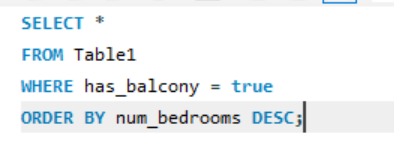 SELECT *
FROM Table1
WHERE has_balcony = true
ORDER BY num_bedrooms DESC;